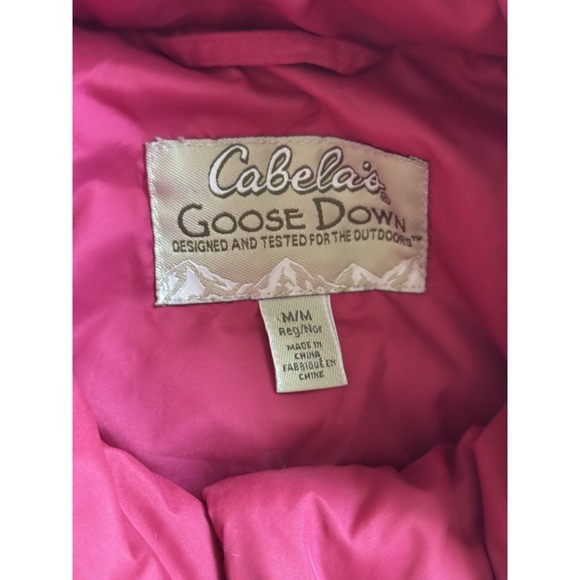 Cabela's®
GOOSE DOWN
DESIGNED AND TESTED FOR THE OUTDOORS™
M/M
Reg/Nor
MADE IN
CHINA
FABRIQUÉ EN
CHINE